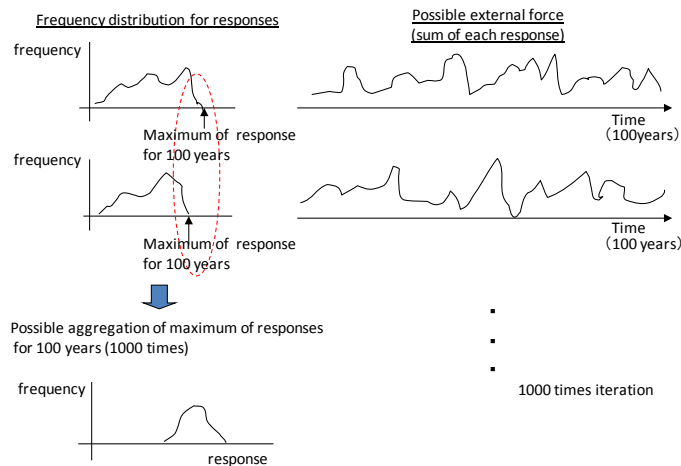 Frequency distribution for responses
Possible external force
(sum of each response)
frequency
Maximum of response
for 100 years
Time
(100years)
frequency
Maximum of response
for 100 years
Time
(100 years)
Possible aggregation of maximum of responses
for 100 years (1000 times)
1000 times iteration
frequency
response